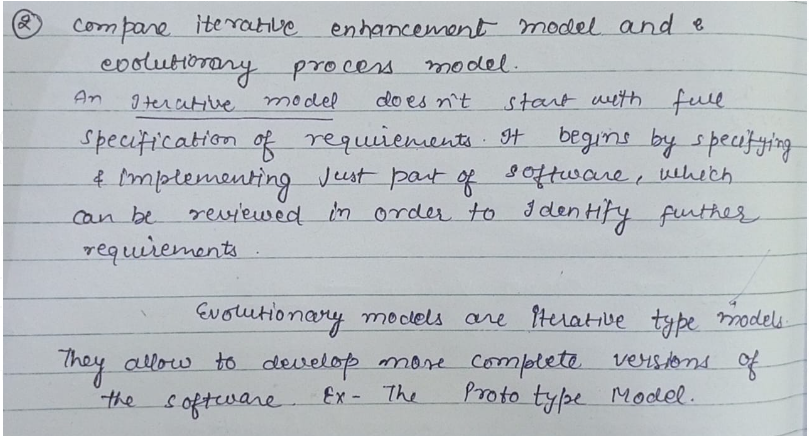 ② Compare iterative enhancement model and e
evolutionary process model.
An Iterative model does n't start with full
specification of requirements. It begins by specifying
& implementing Just part of software, which
can be reviewed in order to Identify further
requirements.
Evolutionary models are Iterative type models.
They allow to develop more complete versions of
the software. Ex - The Proto type Model.